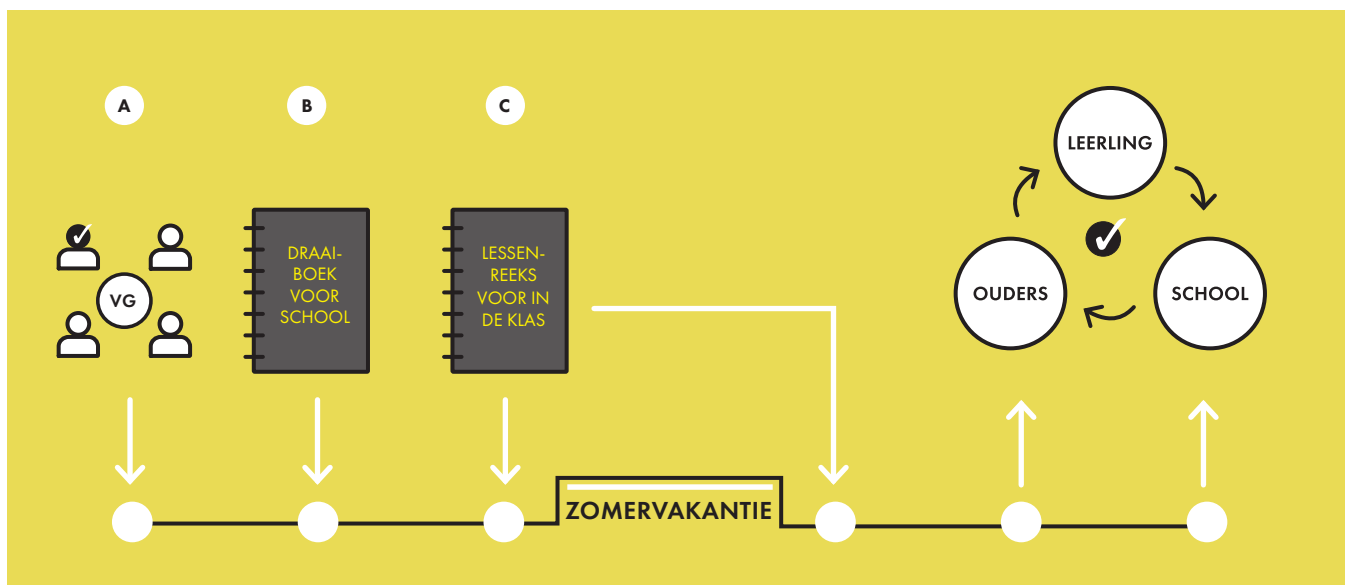 A
B
C
VG
DRAAI-
BOEK
VOOR
SCHOOL
LESSEN-
REEKS
VOOR IN
DE KLAS
LEERLING
OUDERS
SCHOOL
ZOMERVAKANTIE